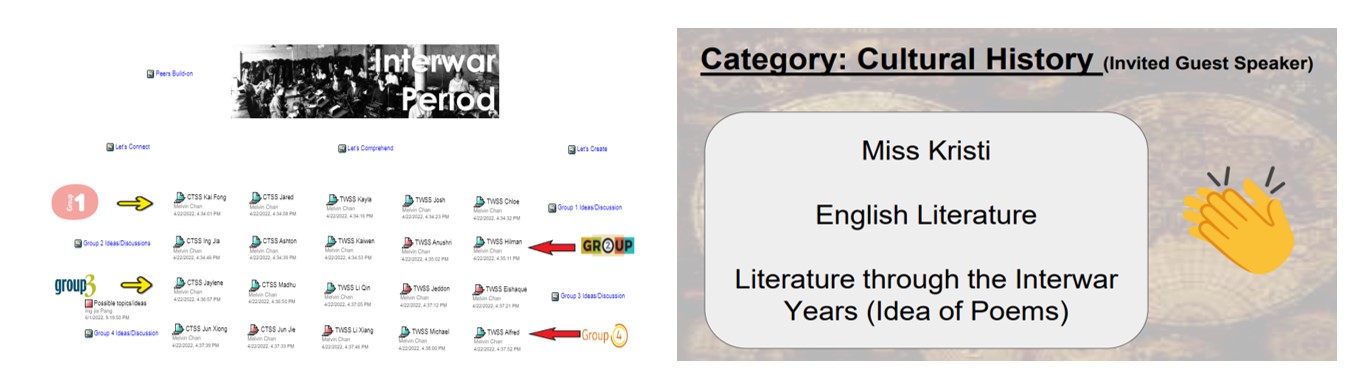 Interwar
Period
Peers Build-on
Let's Connect
Let's Comprehend
Let's Create
Group 1
CTSS Kai Fong
Melvin Chan
4/22/2022, 4:34:01 PM
CTSS Jared
Melvin Chan
4/22/2022, 4:34:09 PM
TWSS Kayla
Melvin Chan
4/22/2022, 4:34:16 PM
TWSS Josh
Melvin Chan
4/22/2022, 4:34:23 PM
TWSS Chloe
Melvin Chan
4/22/2022, 4:34:32 PM
Group 1 Ideas/Discussion
Group 2 Ideas/Discussions
CTSS Ing Jia
Melvin Chan
4/22/2022, 4:34:46 PM
CTSS Ashton
Melvin Chan
4/22/2022, 4:34:39 PM
TWSS Kaiwen
Melvin Chan
4/22/2022, 4:34:53 PM
TWSS Anushri
Melvin Chan
4/22/2022, 4:35:02 PM
TWSS Hilman
Melvin Chan
4/22/2022, 4:35:11 PM
GR2UP
group3
Possible topics/ideas
Ing jia Pang
6/1/2022, 8:19:50 PM
CTSS Jaylene
Melvin Chan
4/22/2022, 4:36:57 PM
CTSS Madhu
Melvin Chan
4/22/2022, 4:36:50 PM
TWSS Li Qin
Melvin Chan
4/22/2022, 4:37:05 PM
TWSS Jeddon
Melvin Chan
4/22/2022, 4:37:12 PM
TWSS Eishaque
Melvin Chan
4/22/2022, 4:37:21 PM
Group 3 Ideas/Discussion
Group 4 Ideas/Discussion
CTSS Jun Xiong
Melvin Chan
4/22/2022, 4:37:39 PM
CTSS Jun Jie
Melvin Chan
4/22/2022, 4:37:33 PM
TWSS Li Xiang
Melvin Chan
4/22/2022, 4:37:46 PM
TWSS Michael
Melvin Chan
4/22/2022, 4:38:00 PM
TWSS Alfred
Melvin Chan
4/22/2022, 4:37:52 PM
Group 4
Category: Cultural History (Invited Guest Speaker)
Miss Kristi
English Literature
Literature through the Interwar
Years (Idea of Poems)